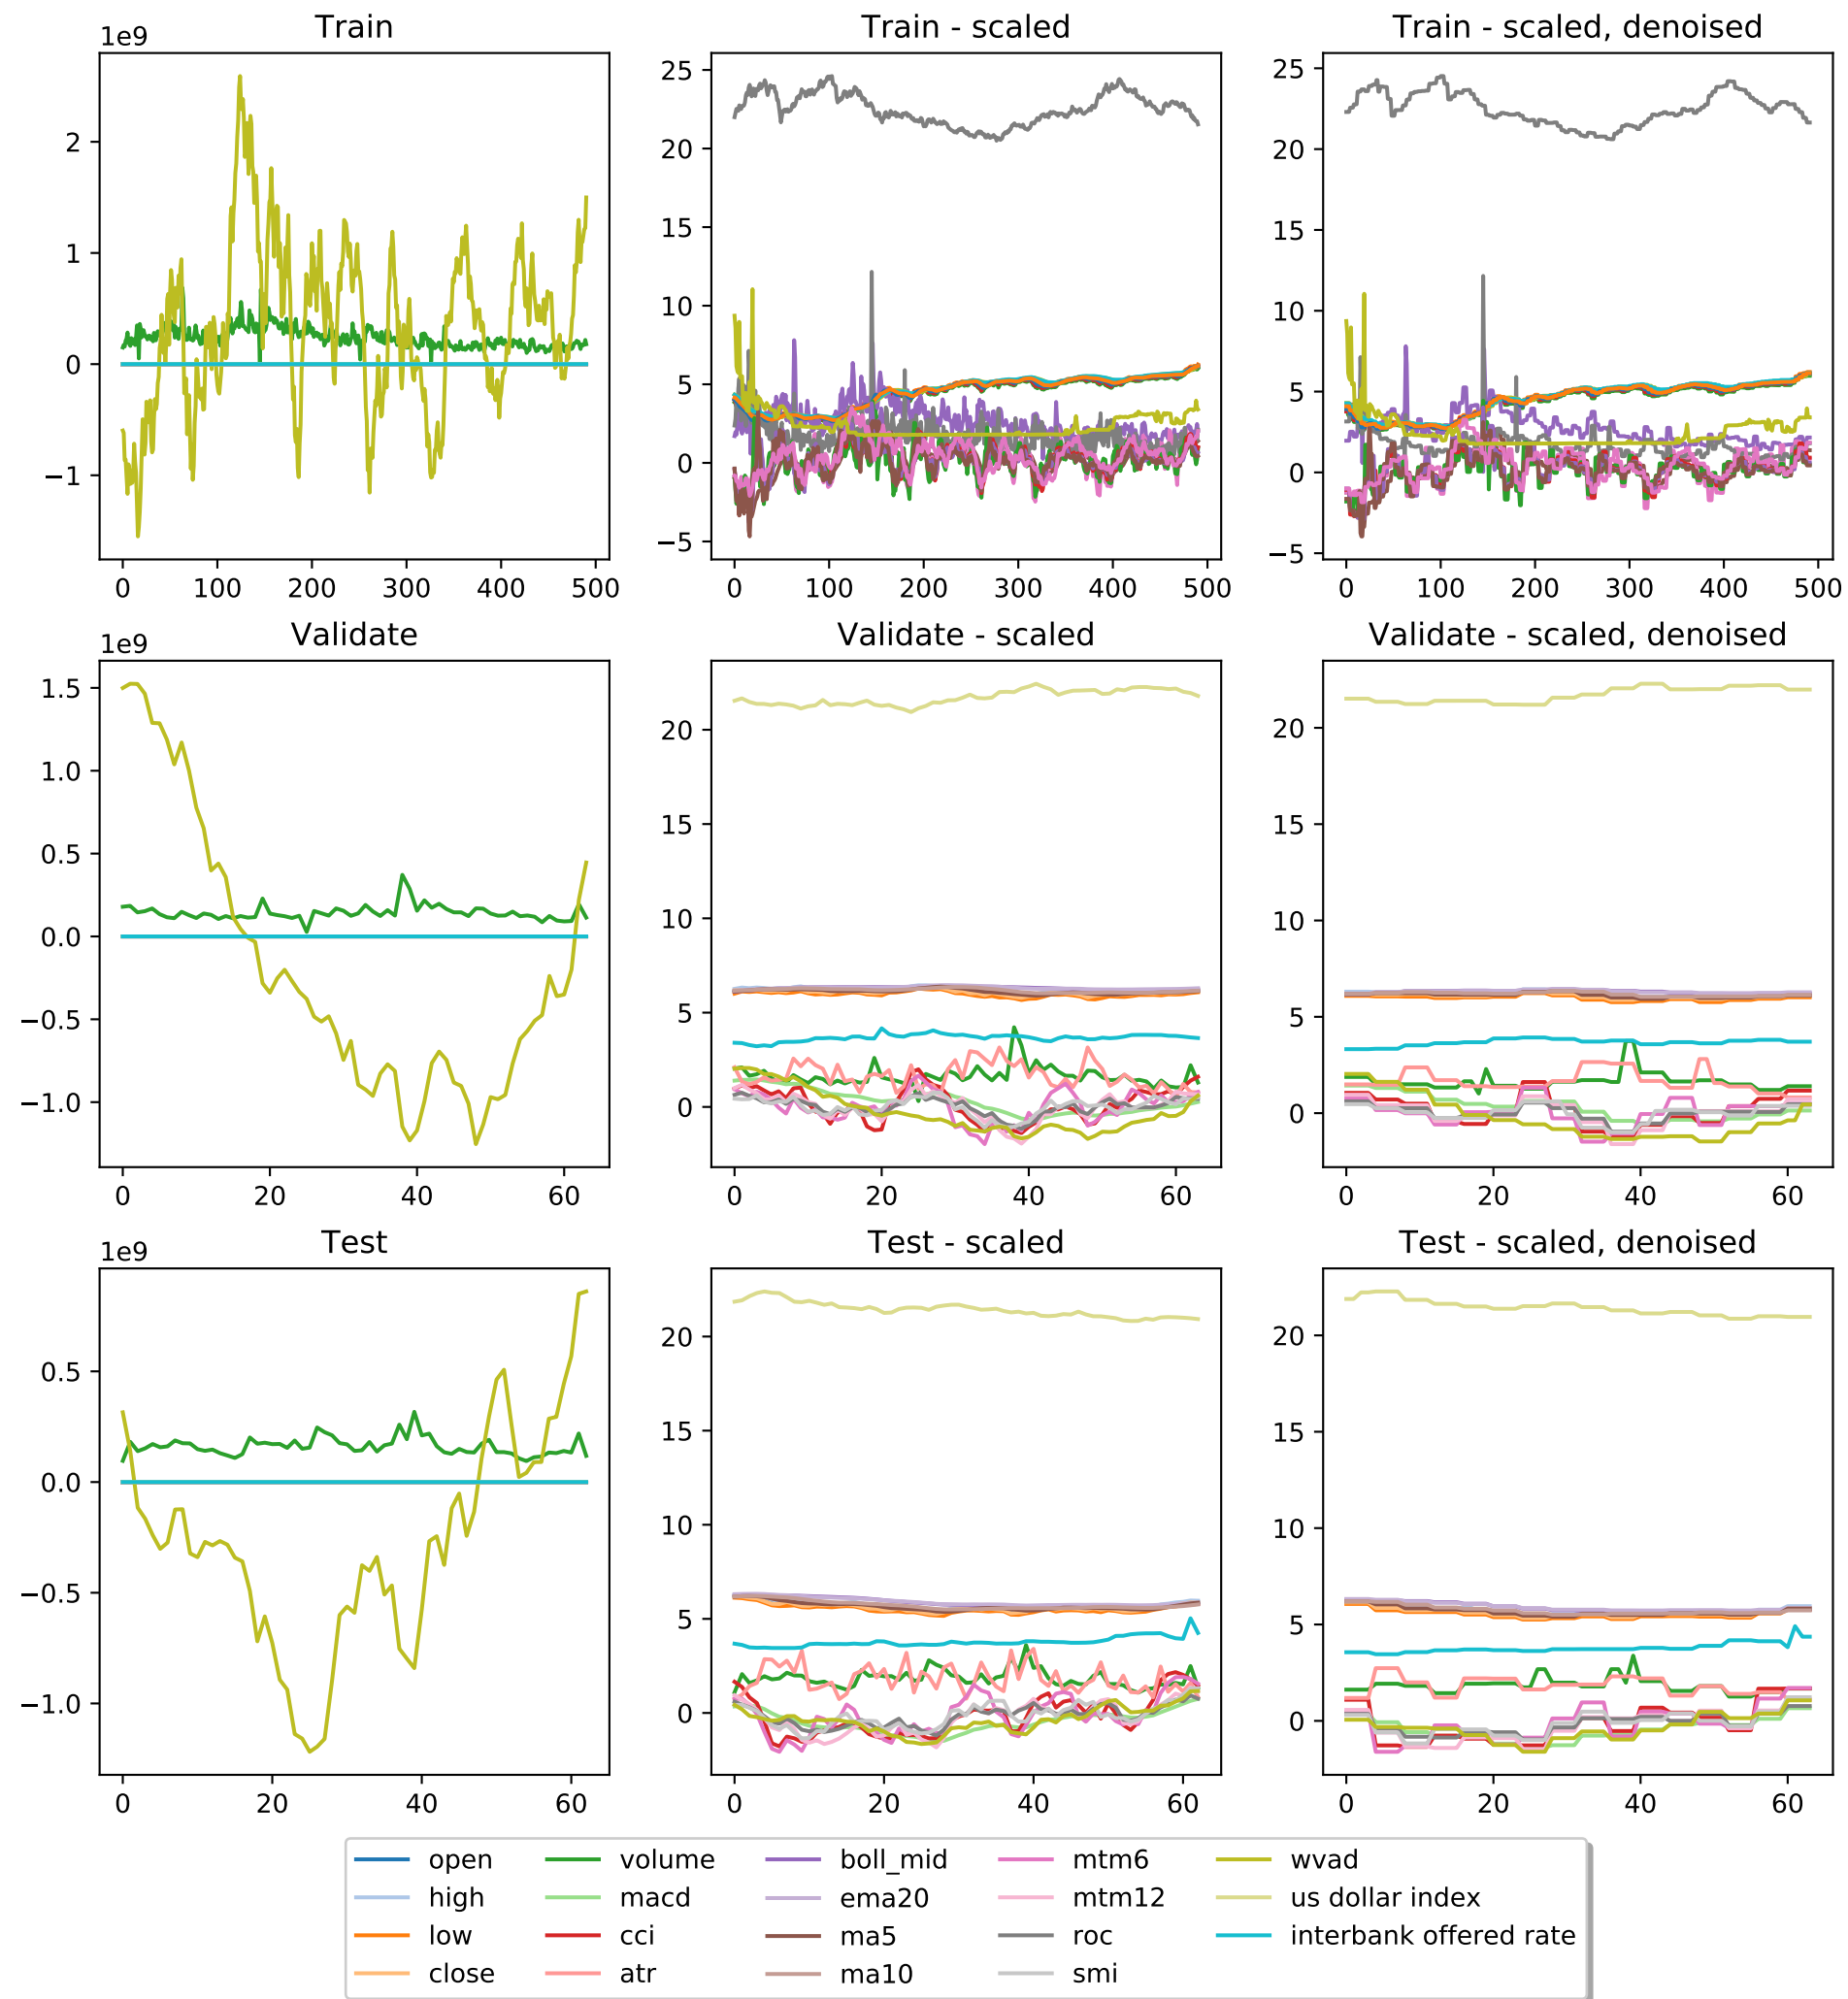 Train
Train - scaled
Train - scaled, denoised
1e9
2
1
0
−1
0 100 200 300 400 500
25
20
15
10
5
0
−5
0 100 200 300 400 500
25
20
15
10
5
0
−5
0 100 200 300 400 500
Validate
Validate - scaled
Validate - scaled, denoised
1e9
1.5
1.0
0.5
0.0
−0.5
−1.0
0 20 40 60
20
15
10
5
0
0 20 40 60
20
15
10
5
0
0 20 40 60
Test
Test - scaled
Test - scaled, denoised
1e9
0.5
0.0
−0.5
−1.0
0 20 40 60
20
15
10
5
0
0 20 40 60
20
15
10
5
0
0 20 40 60
open
high
low
close
volume
macd
cci
atr
boll_mid
ema20
ma5
ma10
mtm6
mtm12
roc
smi
wvad
us dollar index
interbank offered rate